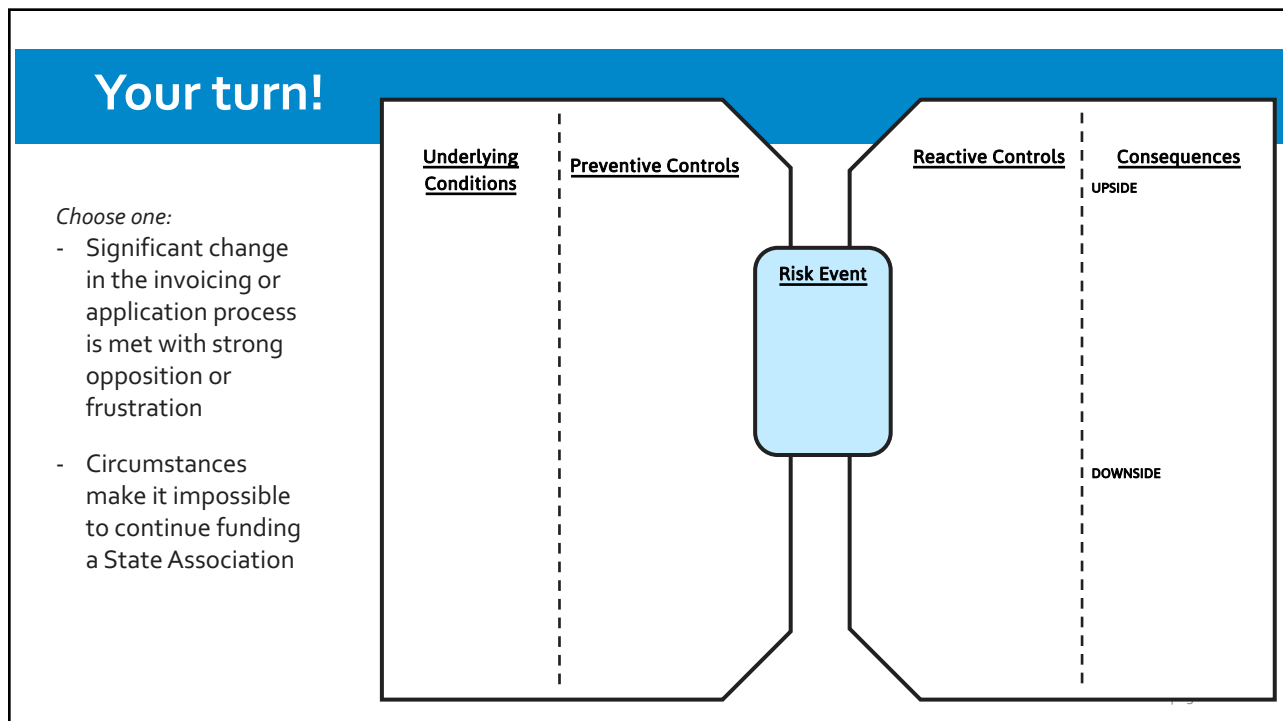 Your turn!
Choose one:
- Significant change
in the invoicing or
application process
is met with strong
opposition or
frustration
- Circumstances
make it impossible
to continue funding
a State Association
Underlying
Conditions
Preventive Controls
Risk Event
Reactive Controls
Consequences
UPSIDE
DOWNSIDE